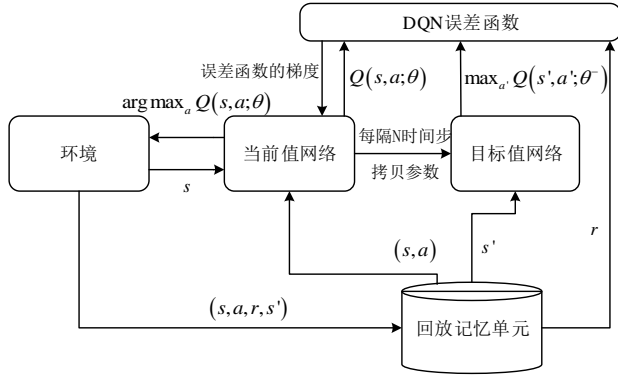 DQN误差函数
误差函数的梯度
Q(s,a;θ)
max_{a'} Q(s',a';θ⁻)
arg max_a Q(s,a;θ)
环境
当前值网络
每隔N时间步
拷贝参数
目标值网络
s
(s,a)
s'
r
(s,a,r,s')
回放记忆单元